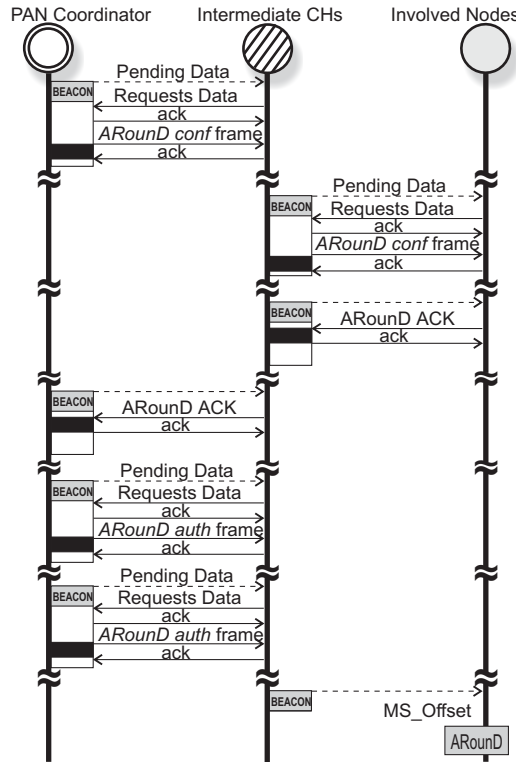 PAN Coordinator Intermediate CHs Involved Nodes
Pending Data
BEACON
Requests Data
ack
ARounD conf frame
ack
Pending Data
BEACON
Requests Data
ack
ARounD conf frame
ack
BEACON
ARounD ACK
ack
BEACON
ARounD ACK
ack
Pending Data
BEACON
Requests Data
ack
ARounD auth frame
ack
Pending Data
BEACON
Requests Data
ack
ARounD auth frame
ack
BEACON
MS_Offset
ARounD